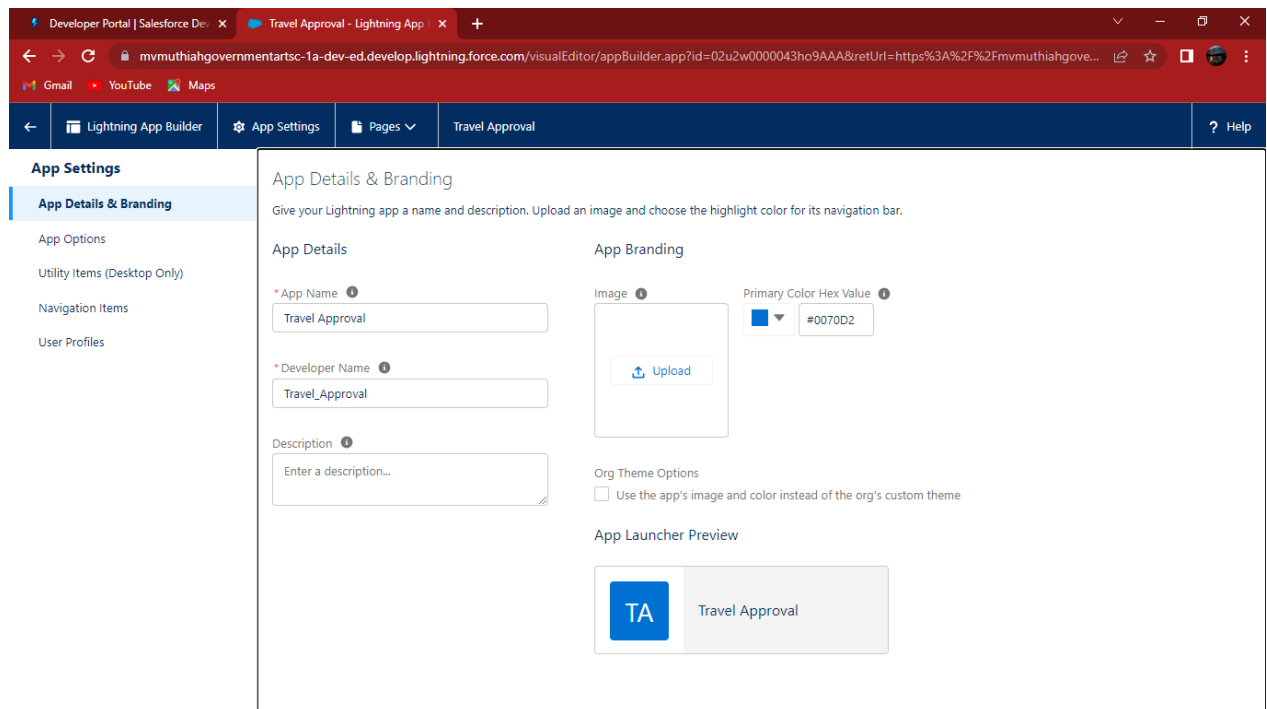 Developer Portal | Salesforce Dev
Travel Approval - Lightning App
mvmuthiahgovernmentartsc-1a-dev-ed.develop.lightning.force.com/visualEditor/appBuilder.app?id=02u2w0000043ho9AAA&retUrl=https%3A%2F%2Fmvmuthiahgove...
Gmail YouTube Maps
Lightning App Builder App Settings Pages Travel Approval ? Help
App Settings
App Details & Branding
App Options
Utility Items (Desktop Only)
Navigation Items
User Profiles
App Details & Branding
Give your Lightning app a name and description. Upload an image and choose the highlight color for its navigation bar.
App Details
*App Name
Travel Approval
*Developer Name
Travel_Approval
Description
Enter a description...
App Branding
Image Primary Color Hex Value
#0070D2
Upload
Org Theme Options
Use the app's image and color instead of the org's custom theme
App Launcher Preview
TA Travel Approval